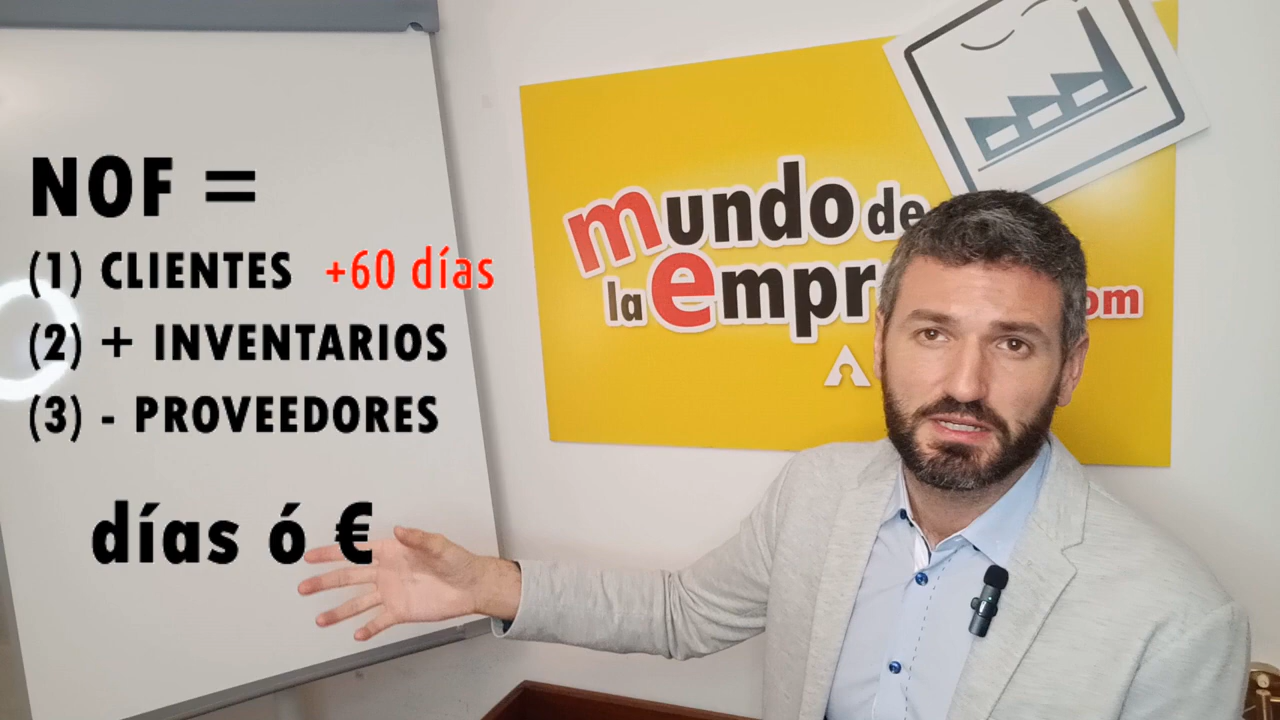 NOF =
(1) CLIENTES +60 días
(2) + INVENTARIOS
(3) - PROVEEDORES
días ó €
mundo de
la empr om